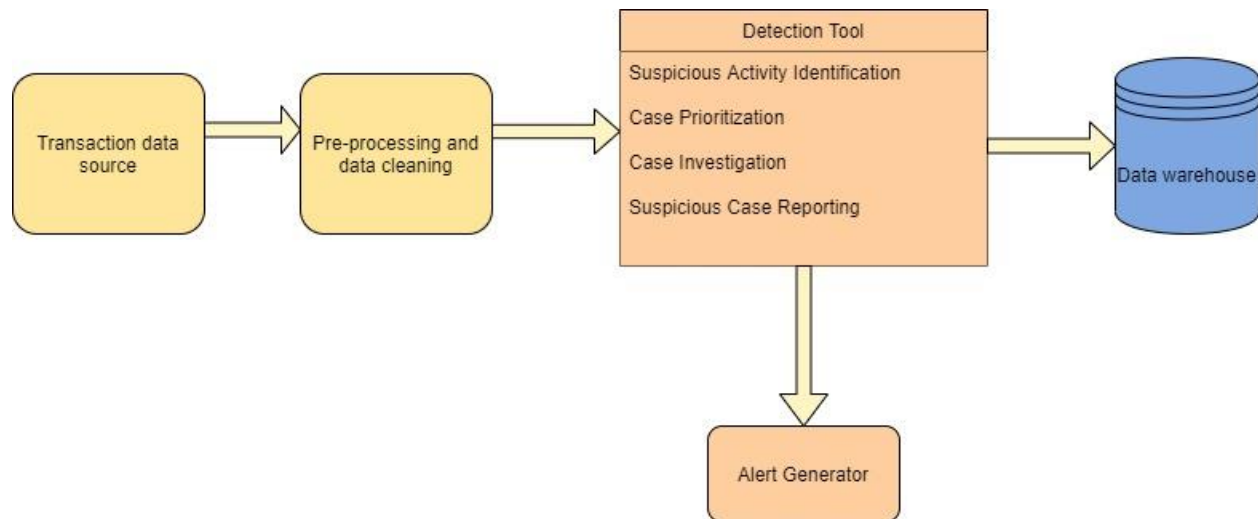 Transaction data
source
Pre-processing and
data cleaning
Detection Tool
Suspicious Activity Identification
Case Prioritization
Case Investigation
Suspicious Case Reporting
Data warehouse
Alert Generator